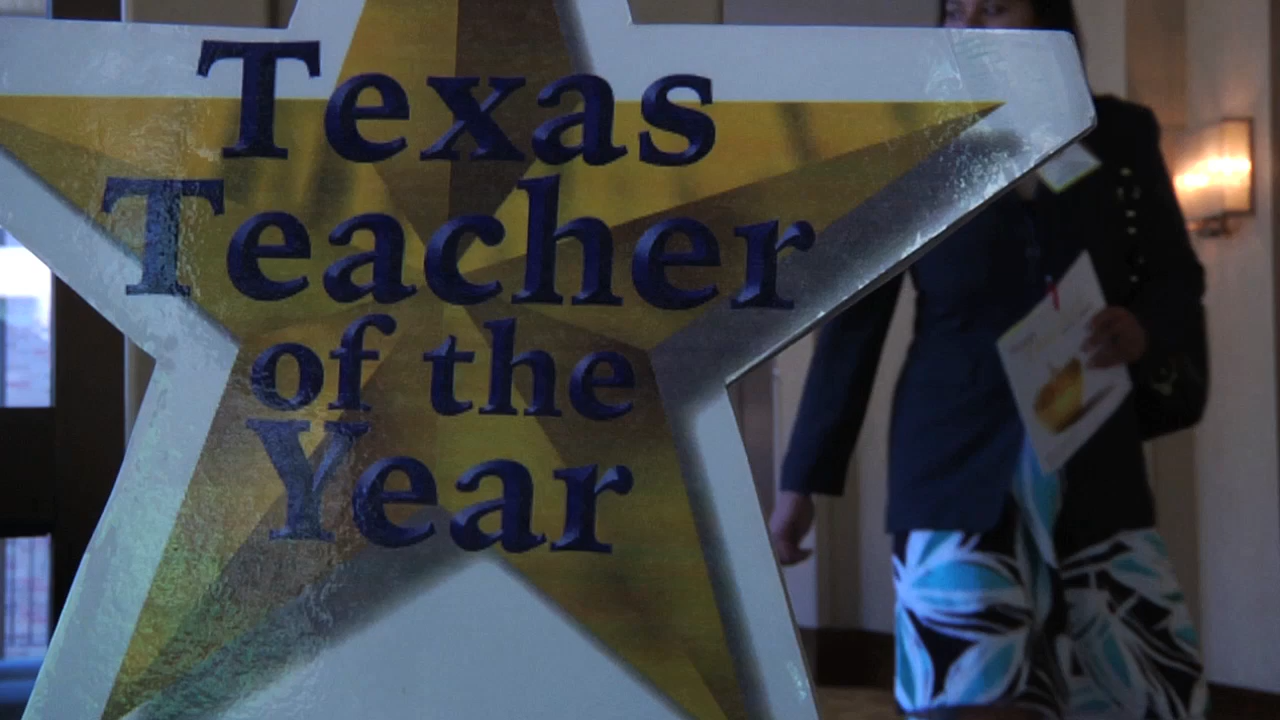 Texas
Teacher
of the
Year